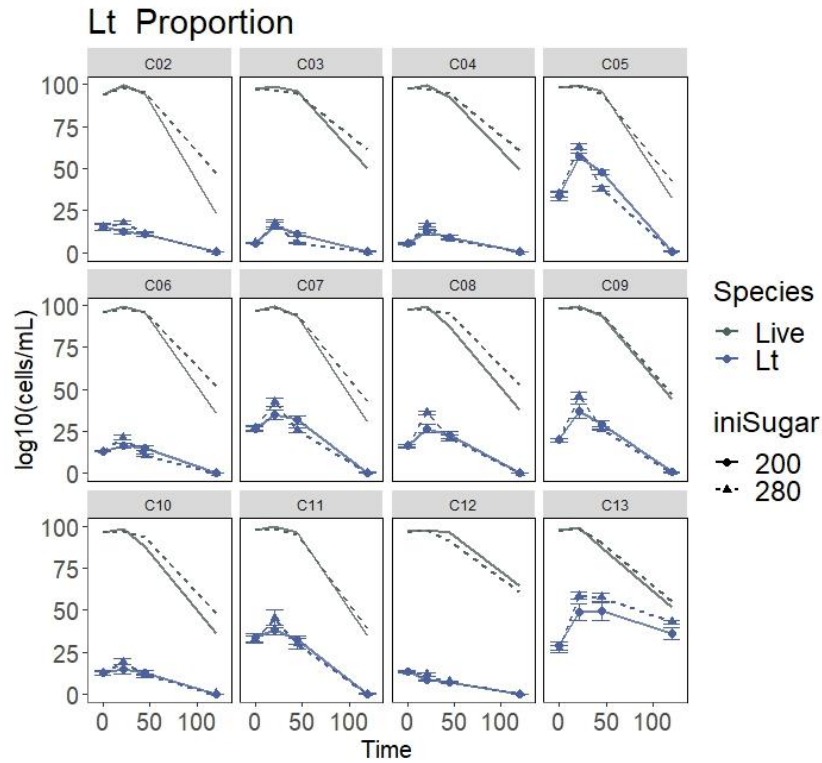 Lt Proportion
C02 C03 C04 C05
100
75
50
25
0
C06 C07 C08 C09
100
75
50
25
0
C10 C11 C12 C13
100
75
50
25
0
0 50 100 0 50 100 0 50 100 0 50 100
Time
log10(cells/mL)
Species
Live
Lt
iniSugar
200
280